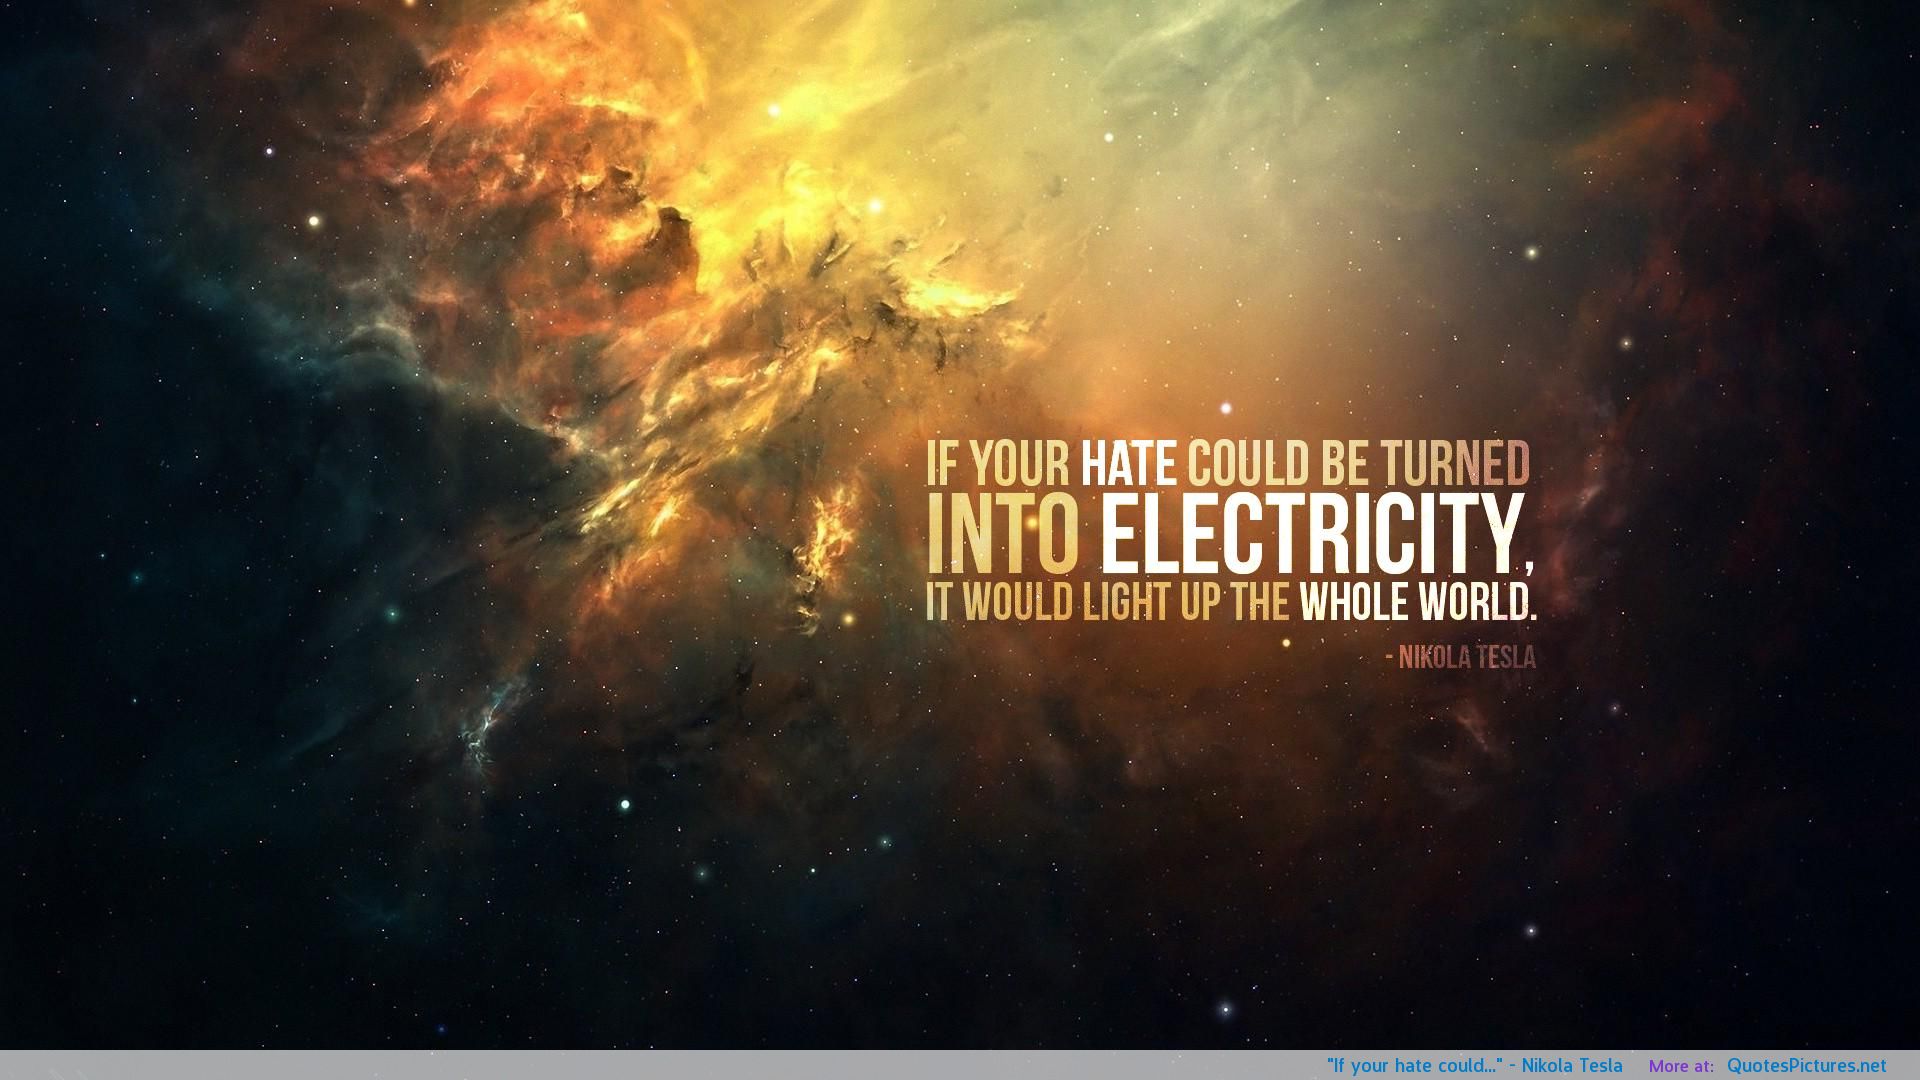 IF YOUR HATE COULD BE TURNED
INTO ELECTRICITY,
IT WOULD LIGHT UP THE WHOLE WORLD.
- NIKOLA TESLA
"If your hate could..." - Nikola Tesla More at: QuotesPictures.net